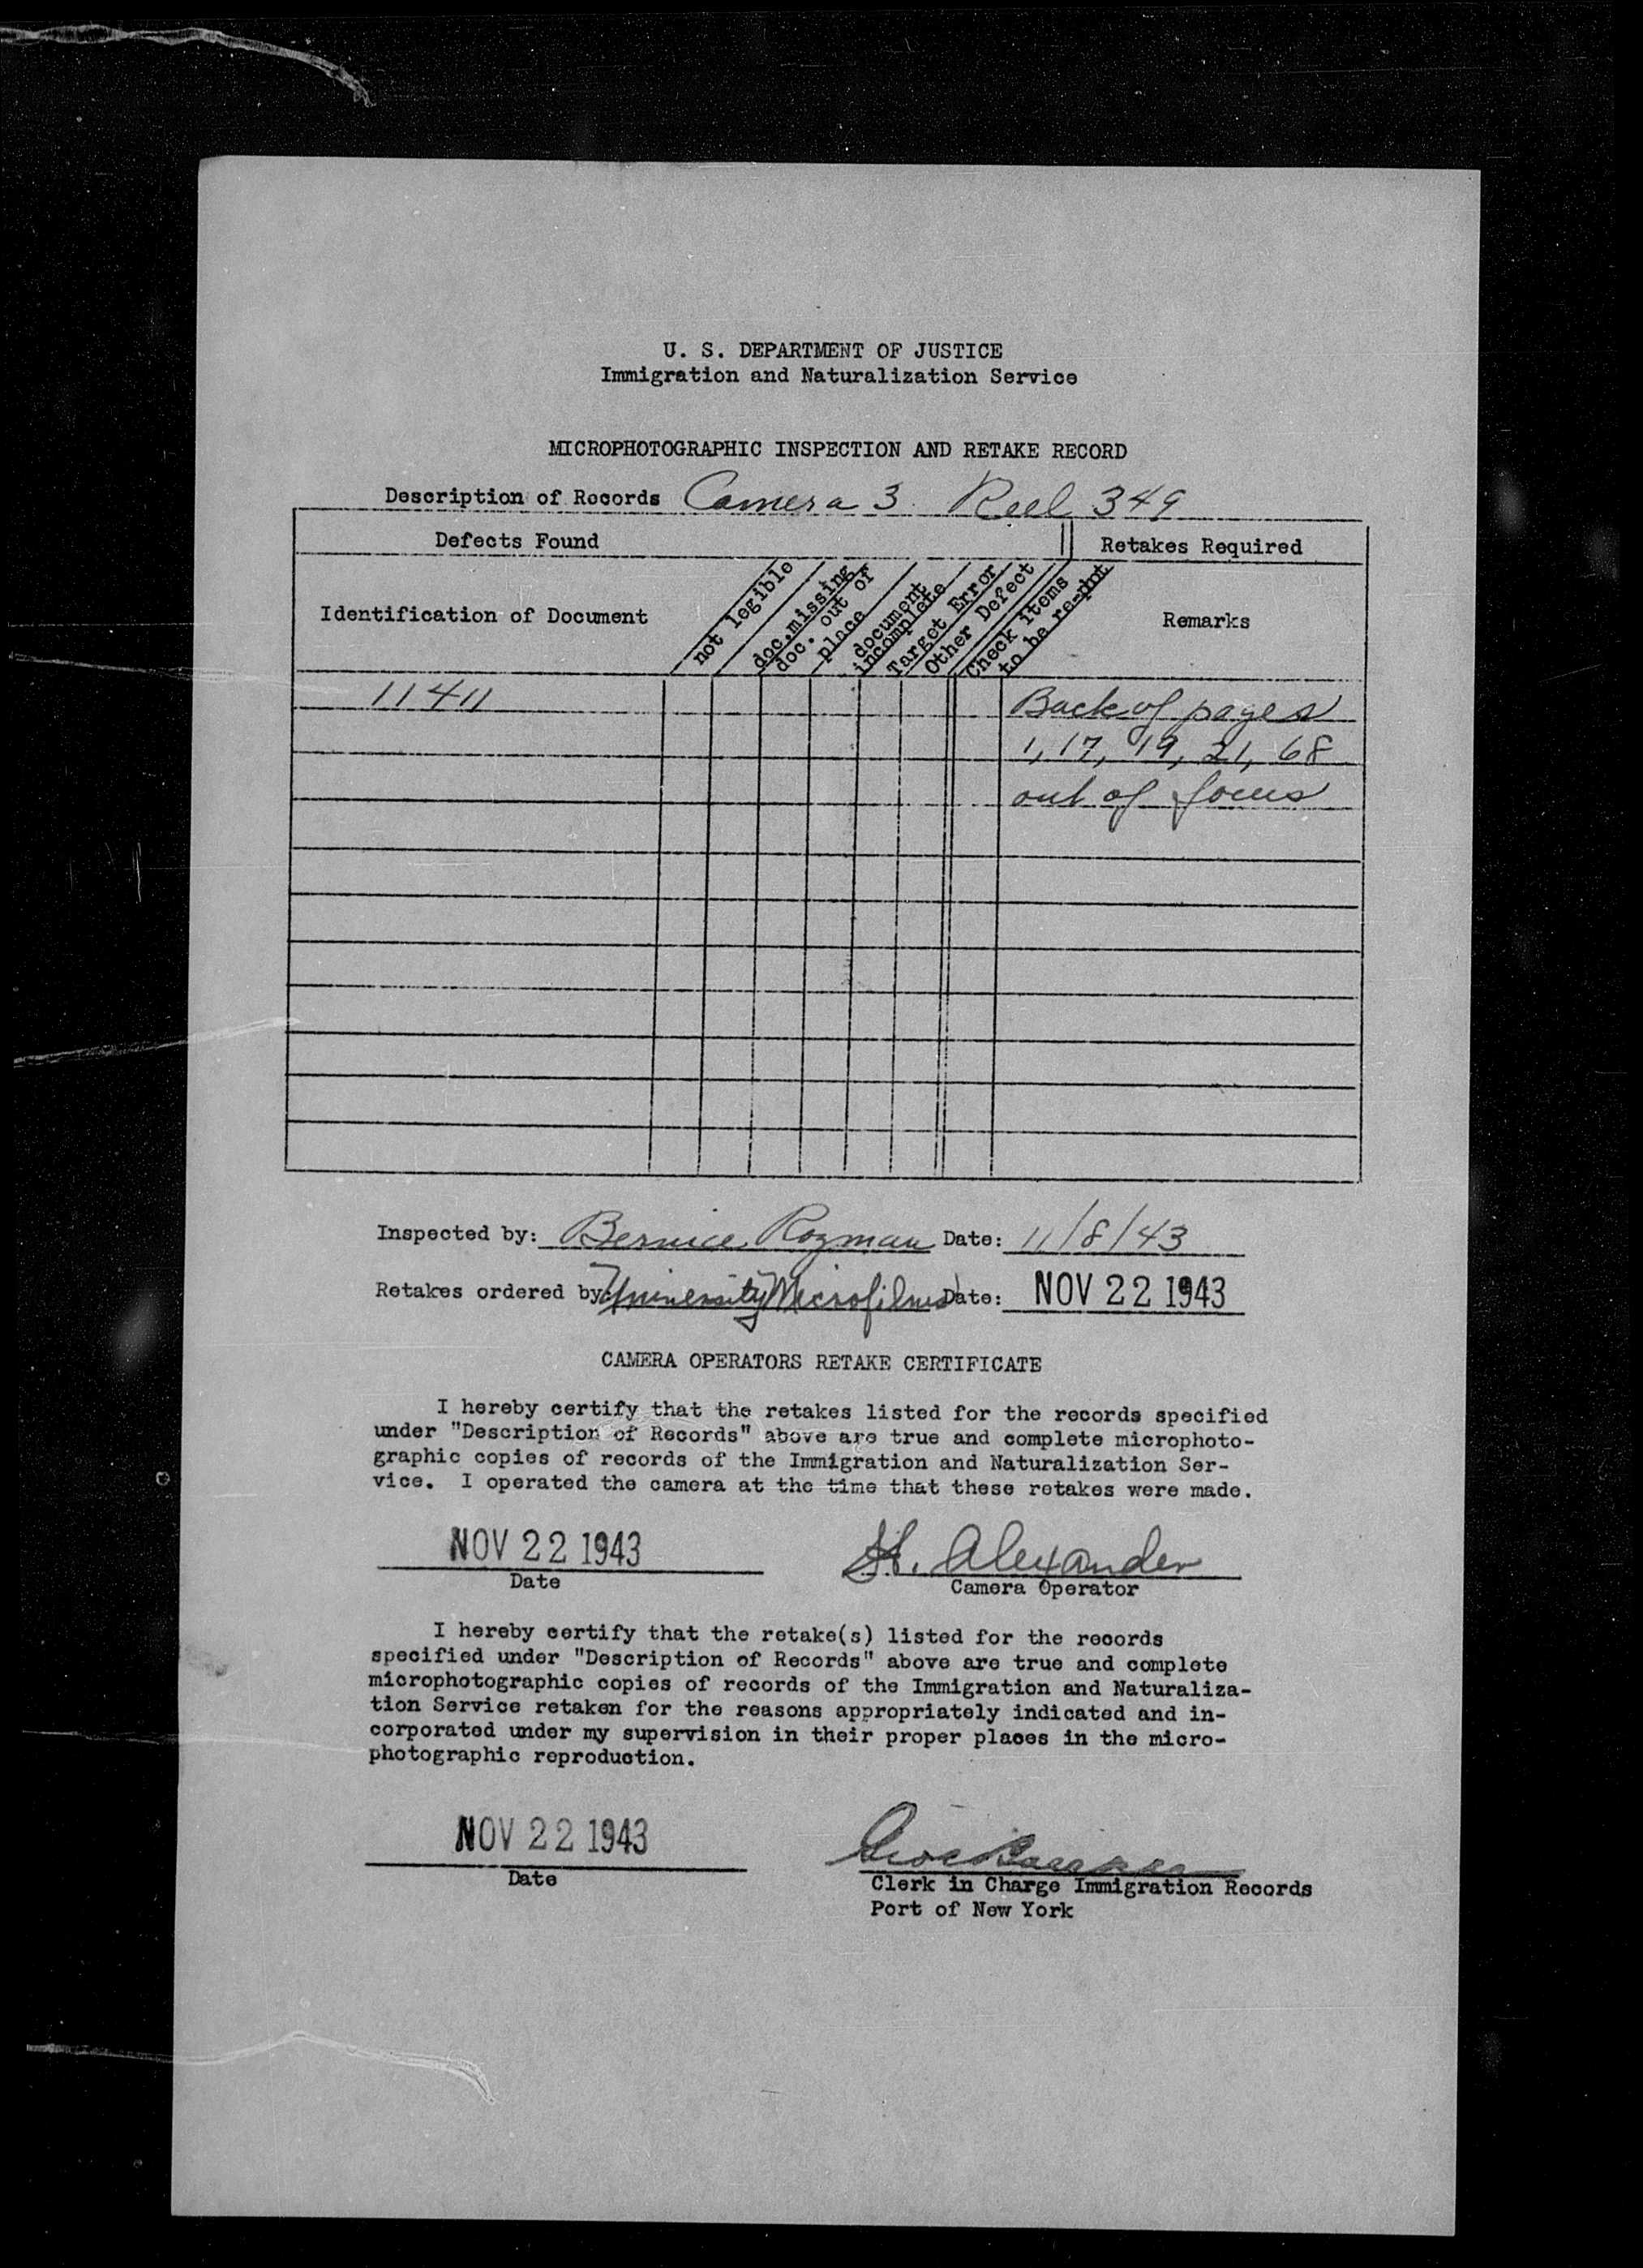 U. S. DEPARTMENT OF JUSTICE
Immigration and Naturalization Service
MICROPHOTOGRAPHIC INSPECTION AND RETAKE RECORD
Description of Records Camera 3 Reel 349
Defects Found Retakes Required
Identification of Document
not legible
doc.missing
doc. out of
place
document
incomplete
Target Error
Other Defect
Check items
to be re-phot
Remarks
11411 Back of pages
1, 17, 19, 21, 68
out of focus
Inspected by: Bernice Rozman Date: 11/8/43
Retakes ordered by: University Microfilms Date: NOV 22 1943
CAMERA OPERATORS RETAKE CERTIFICATE
I hereby certify that the retakes listed for the records specified
under "Description of Records" above are true and complete microphoto-
graphic copies of records of the Immigration and Naturalization Ser-
vice. I operated the camera at the time that these retakes were made.
NOV 22 1943 H. Alexander
Date Camera Operator
I hereby certify that the retake(s) listed for the records
specified under "Description of Records" above are true and complete
microphotographic copies of records of the Immigration and Naturaliza-
tion Service retaken for the reasons appropriately indicated and in-
corporated under my supervision in their proper places in the micro-
photographic reproduction.
NOV 22 1943
Date Clerk in Charge Immigration Records
Port of New York